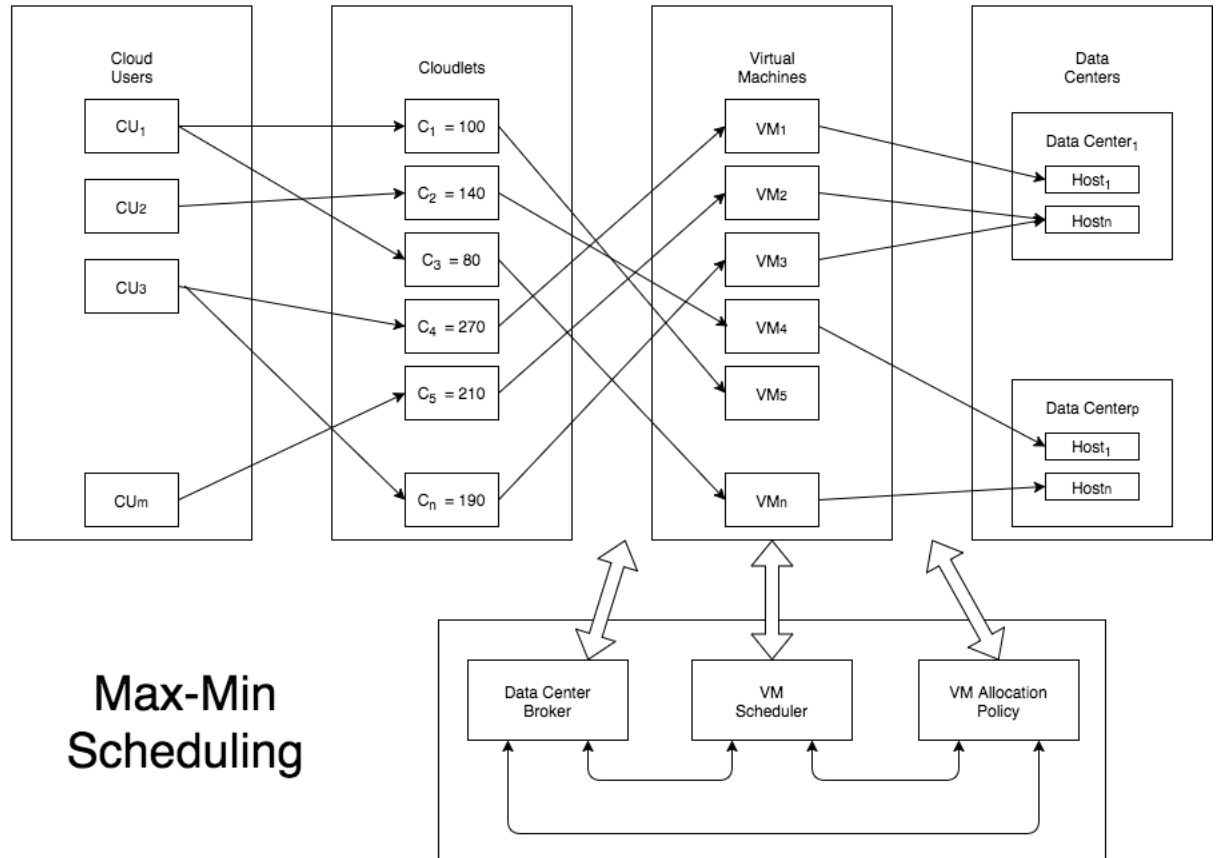 Cloud
Users
CU₁
CU₂
CU₃
CUm
Cloudlets
C₁ = 100
C₂ = 140
C₃ = 80
C₄ = 270
C₅ = 210
Cₙ = 190
Virtual
Machines
VM₁
VM₂
VM₃
VM₄
VM₅
VMn
Data
Centers
Data Center₁
Host₁
Hostn
Data Centerp
Host₁
Hostn
Data Center
Broker
VM
Scheduler
VM Allocation
Policy
Max-Min
Scheduling